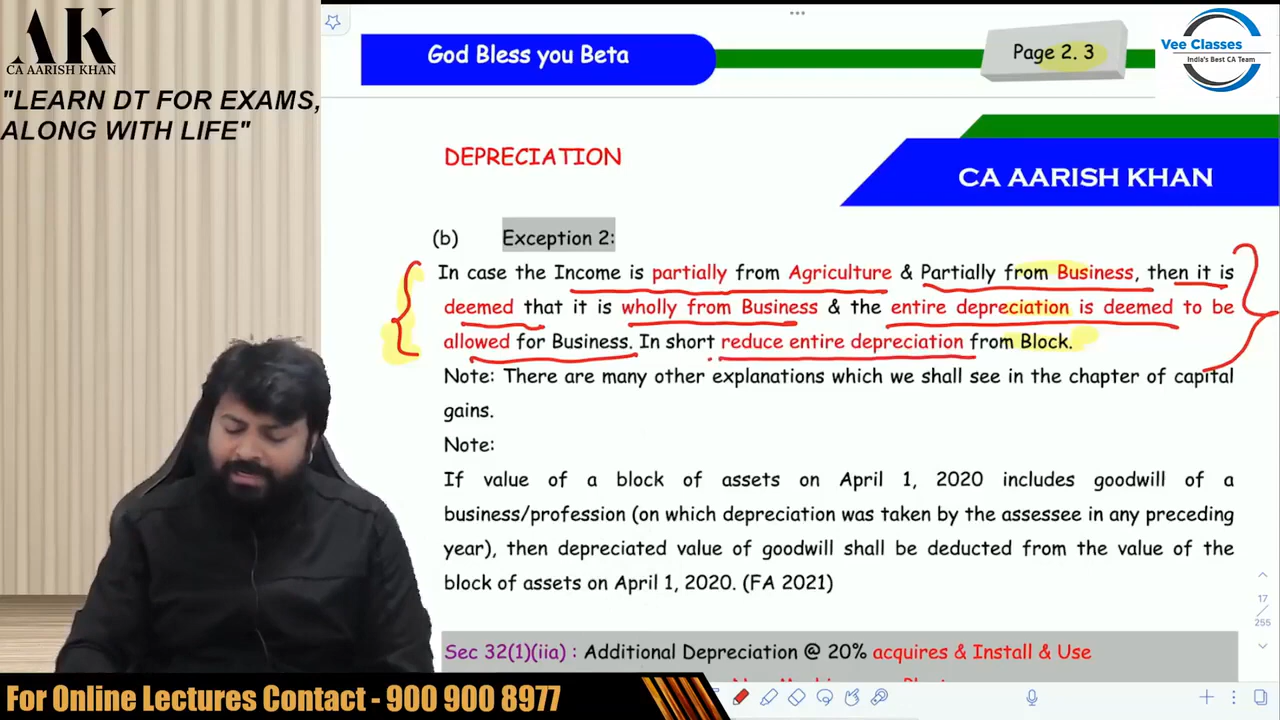 AK
CA AARISH KHAN
"LEARN DT FOR EXAMS,
ALONG WITH LIFE"
God Bless you Beta
Page 2. 3
Vee Classes
India's Best CA Team
CA AARISH KHAN
DEPRECIATION
(b) Exception 2:
In case the Income is partially from Agriculture & Partially from Business, then it is
deemed that it is wholly from Business & the entire depreciation is deemed to be
allowed for Business. In short reduce entire depreciation from Block.
Note: There are many other explanations which we shall see in the chapter of capital
gains.
Note:
If value of a block of assets on April 1, 2020 includes goodwill of a
business/profession (on which depreciation was taken by the assessee in any preceding
year), then depreciated value of goodwill shall be deducted from the value of the
block of assets on April 1, 2020. (FA 2021)
17
255
Sec 32(1)(iia) : Additional Depreciation @ 20% acquires & Install & Use
For Online Lectures Contact - 900 900 8977